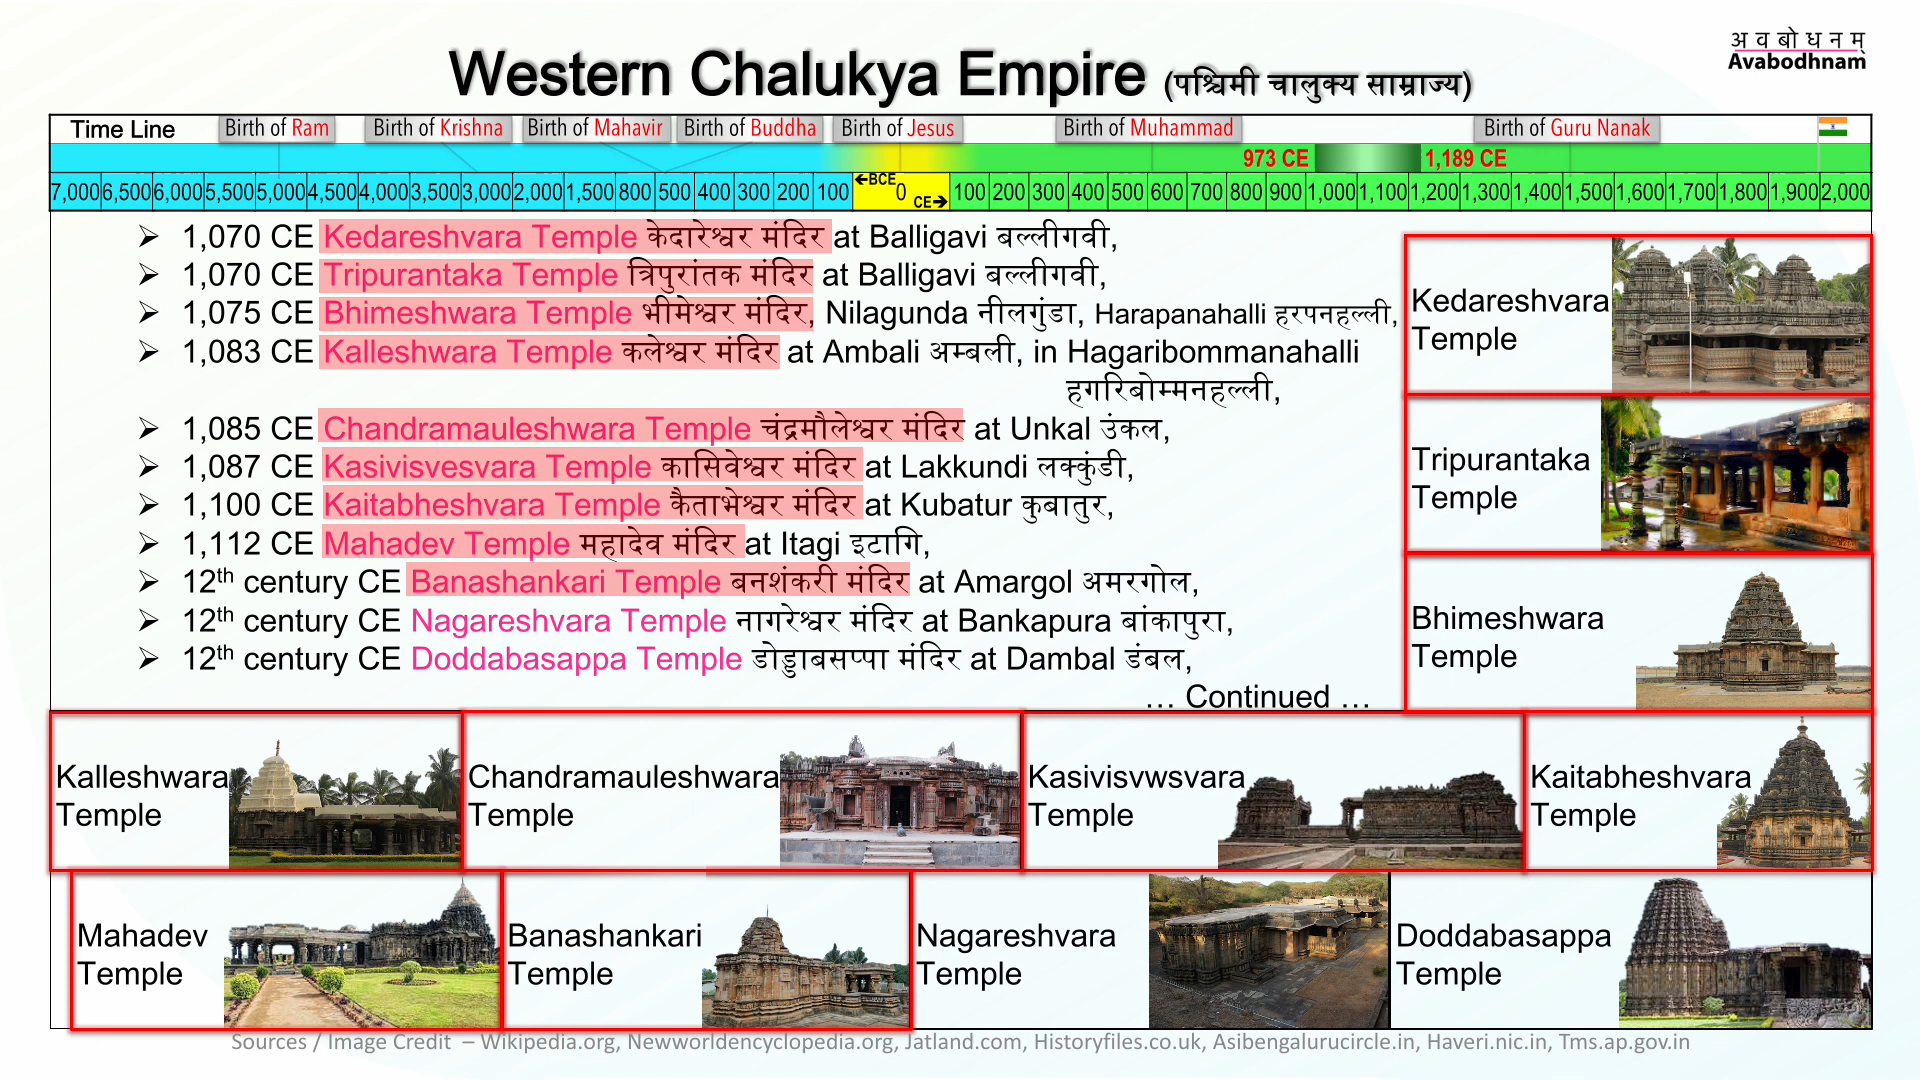 अ व बो ध न म्
Avabodhnam
Western Chalukya Empire (पश्चिमी चालुक्य साम्राज्य)
Time Line
Birth of Ram
Birth of Krishna
Birth of Mahavir
Birth of Buddha
Birth of Jesus
Birth of Muhammad
Birth of Guru Nanak
973 CE
1,189 CE
7,000 6,500 6,000 5,500 5,000 4,500 4,000 3,500 3,000 2,000 1,500 800 500 400 300 200 100 ←BCE 0 CE→ 100 200 300 400 500 600 700 800 900 1,000 1,100 1,200 1,300 1,400 1,500 1,600 1,700 1,800 1,900 2,000
➢ 1,070 CE Kedareshvara Temple केदारेश्वर मंदिर at Balligavi बल्लीगवी,
➢ 1,070 CE Tripurantaka Temple त्रिपुरांतक मंदिर at Balligavi बल्लीगवी,
➢ 1,075 CE Bhimeshwara Temple भीमेश्वर मंदिर, Nilagunda नीलगुंडा, Harapanahalli हरपनहल्ली,
➢ 1,083 CE Kalleshwara Temple कलेश्वर मंदिर at Ambali अम्बली, in Hagaribommanahalli
हगरिबोम्मनहल्ली,
➢ 1,085 CE Chandramauleshwara Temple चंद्रमौलेश्वर मंदिर at Unkal उंकल,
➢ 1,087 CE Kasivisvesvara Temple कासिवेश्वर मंदिर at Lakkundi लक्कुंडी,
➢ 1,100 CE Kaitabheshvara Temple कैताभेश्वर मंदिर at Kubatur कुबातुर,
➢ 1,112 CE Mahadev Temple महादेव मंदिर at Itagi इटागि,
➢ 12th century CE Banashankari Temple बनशंकरी मंदिर at Amargol अमरगोल,
➢ 12th century CE Nagareshvara Temple नागरेश्वर मंदिर at Bankapura बांकापुरा,
➢ 12th century CE Doddabasappa Temple डोड्डाबसप्पा मंदिर at Dambal डंबल,
… Continued …
Kedareshvara
Temple
Tripurantaka
Temple
Bhimeshwara
Temple
Kalleshwara
Temple
Chandramauleshwara
Temple
Kasivisvwsvara
Temple
Kaitabheshvara
Temple
Mahadev
Temple
Banashankari
Temple
Nagareshvara
Temple
Doddabasappa
Temple
Sources / Image Credit – Wikipedia.org, Newworldencyclopedia.org, Jatland.com, Historyfiles.co.uk, Asibengalurucircle.in, Haveri.nic.in, Tms.ap.gov.in